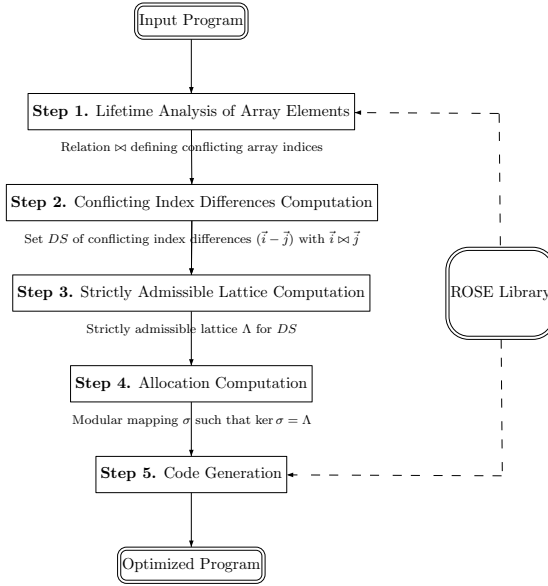 Input Program
Step 1. Lifetime Analysis of Array Elements
Relation ⋈ defining conflicting array indices
Step 2. Conflicting Index Differences Computation
Set DS of conflicting index differences (i⃗ − j⃗) with i⃗ ⋈ j⃗
ROSE Library
Step 3. Strictly Admissible Lattice Computation
Strictly admissible lattice Λ for DS
Step 4. Allocation Computation
Modular mapping σ such that ker σ = Λ
Step 5. Code Generation
Optimized Program